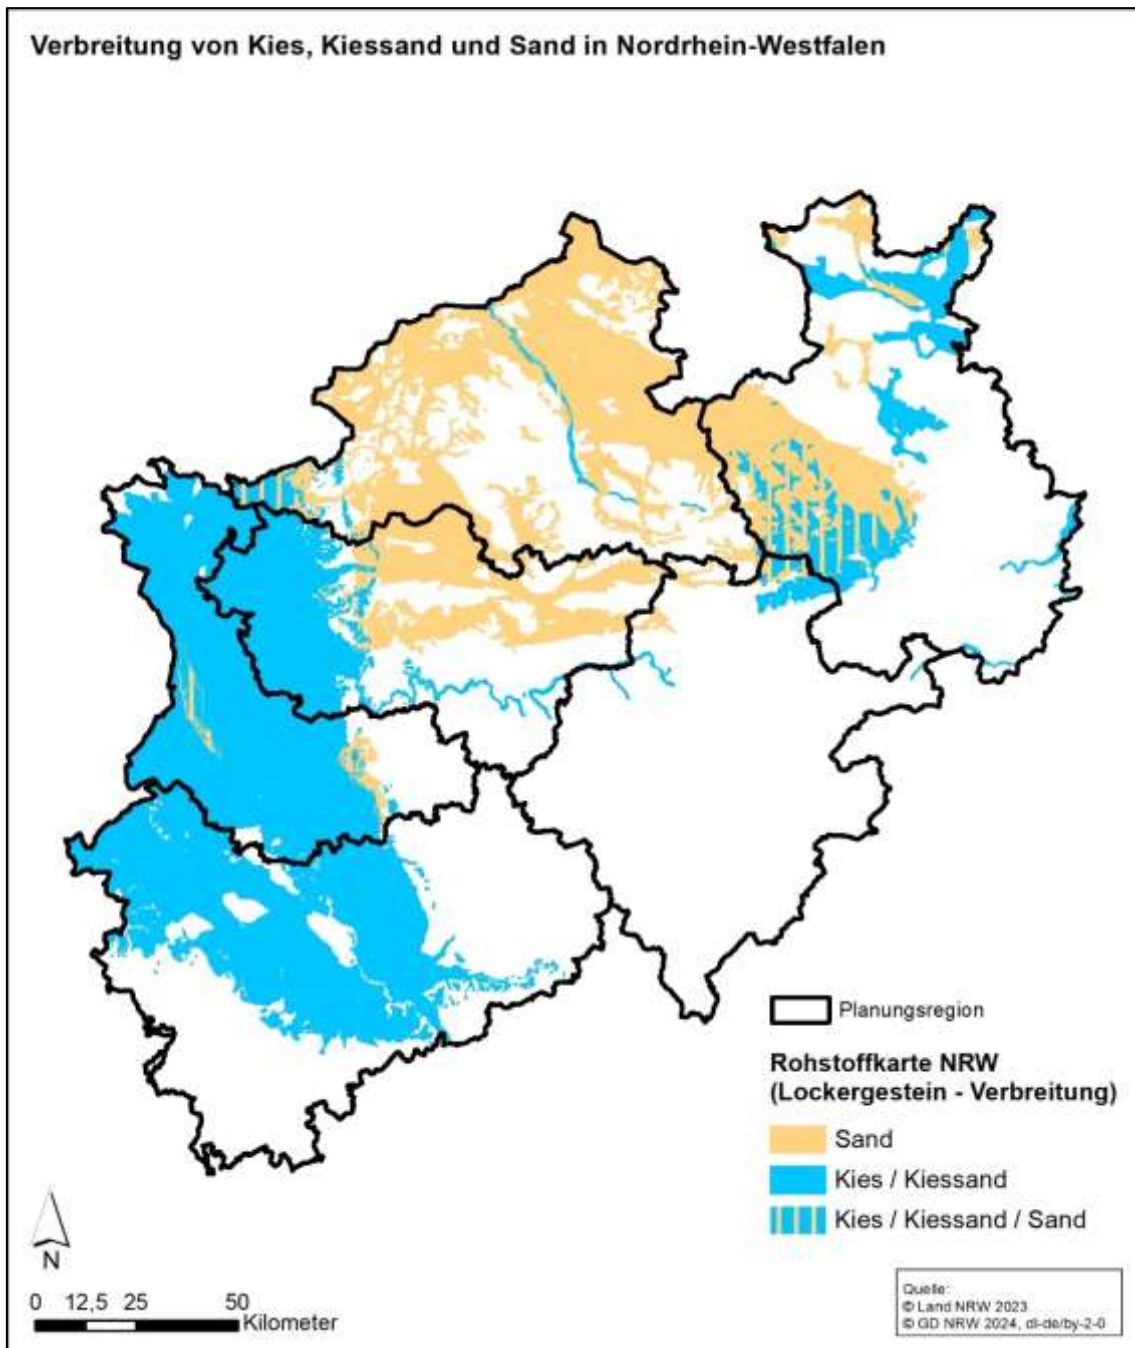 Verbreitung von Kies, Kiessand und Sand in Nordrhein-Westfalen
Planungsregion
Rohstoffkarte NRW
(Lockergestein - Verbreitung)
Sand
Kies / Kiessand
Kies / Kiessand / Sand
N
0 12,5 25 50
Kilometer
Quelle:
© Land NRW 2023
© GD NRW 2024, dl-de/by-2-0